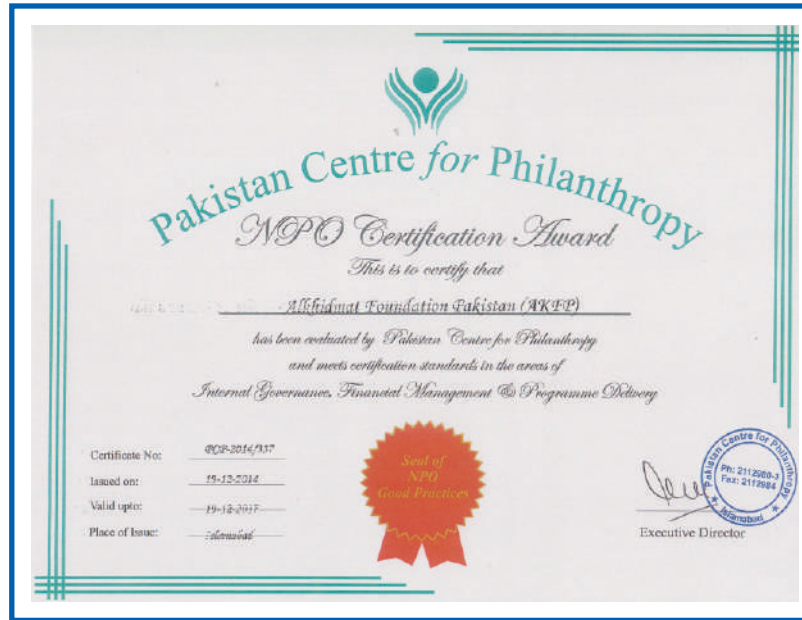 Pakistan Centre for Philanthropy
NPO Certification Award
This is to certify that
Alkhidmat Foundation Pakistan (AKFP)
has been evaluated by Pakistan Centre for Philanthropy
and meets certification standards in the areas of
Internal Governance, Financial Management & Programme Delivery
Certificate No: PCP-2014/337
Issued on: 19-12-2014
Valid upto: 19-12-2017
Place of Issue: Islamabad
Seal of
NPO
Good Practices
Pakistan Centre for Philanthropy
Ph: 2112980-3
Fax: 2112984
Islamabad
Executive Director